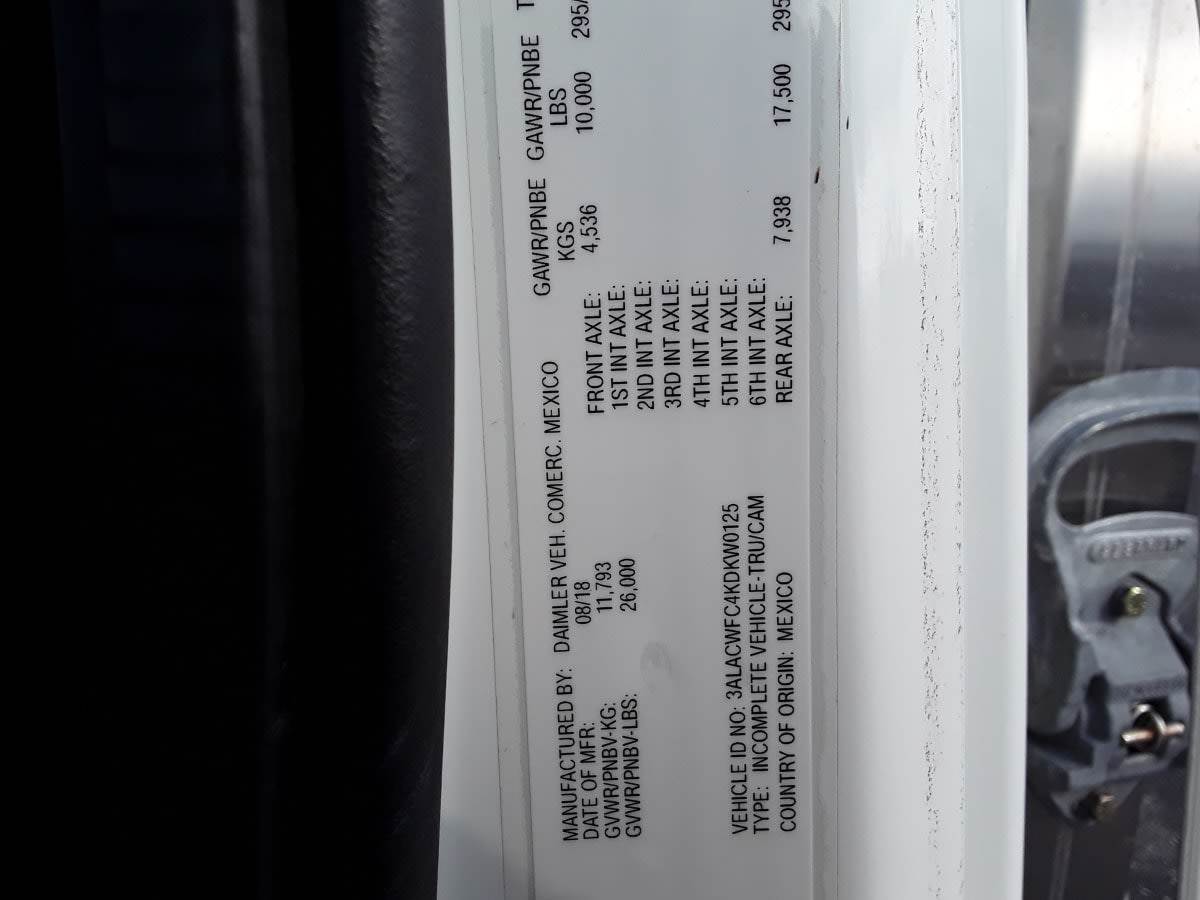 MANUFACTURED BY: DAIMLER VEH. COMERC. MEXICO
DATE OF MFR: 08/18
GVWR/PNBV-KG: 11,793
GVWR/PNBV-LBS: 26,000
GAWR/PNBE GAWR/PNBE T
KGS LBS
FRONT AXLE: 4,536 10,000 295/
1ST INT AXLE:
2ND INT AXLE:
3RD INT AXLE:
4TH INT AXLE:
5TH INT AXLE:
6TH INT AXLE:
REAR AXLE: 7,938 17,500 295
VEHICLE ID NO: 3ALACWFC4KDKW0125
TYPE: INCOMPLETE VEHICLE-TRU/CAM
COUNTRY OF ORIGIN: MEXICO